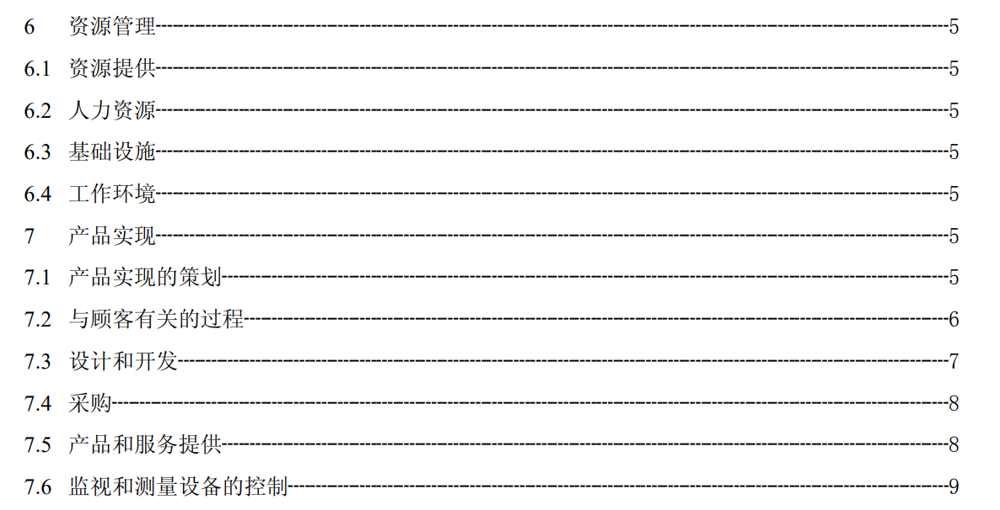 6 资源管理------------------------------------------------5
6.1 资源提供------------------------------------------------5
6.2 人力资源------------------------------------------------5
6.3 基础设施------------------------------------------------5
6.4 工作环境------------------------------------------------5
7 产品实现------------------------------------------------5
7.1 产品实现的策划------------------------------------------------5
7.2 与顾客有关的过程------------------------------------------------6
7.3 设计和开发------------------------------------------------7
7.4 采购------------------------------------------------8
7.5 产品和服务提供------------------------------------------------8
7.6 监视和测量设备的控制------------------------------------------------9